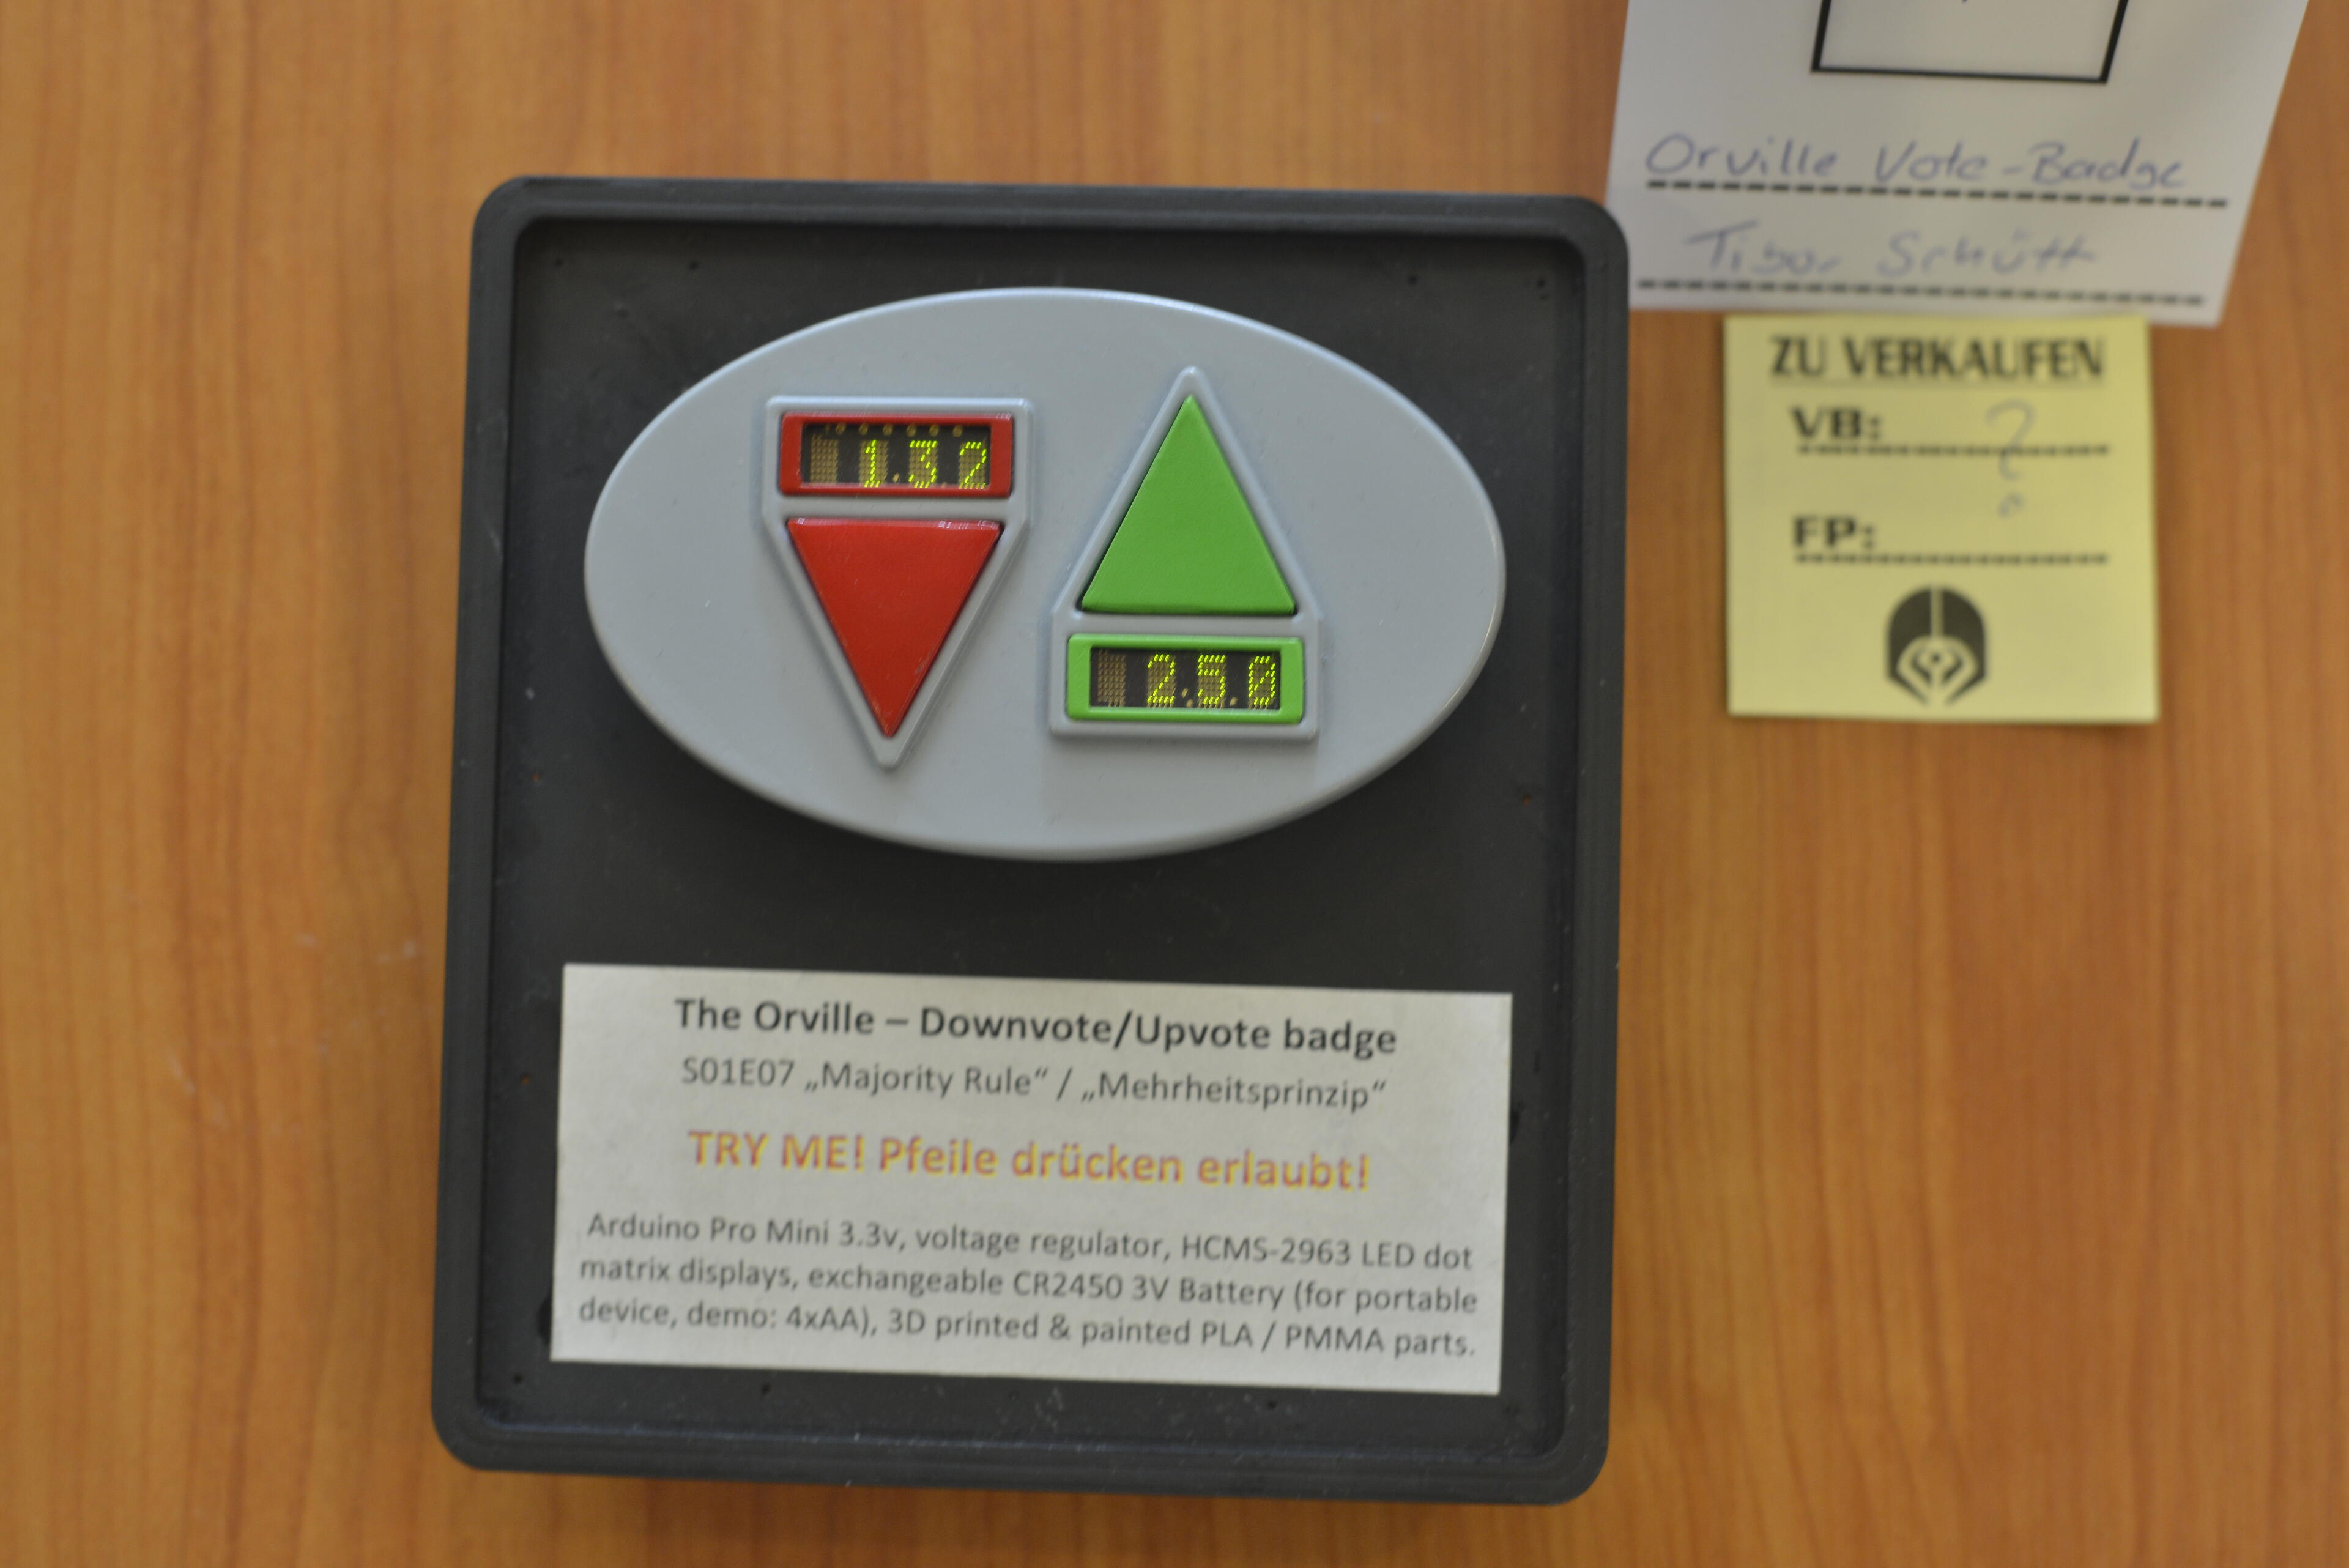 Orville Vote-Badge
Tibor Schütt
ZU VERKAUFEN
VB: ?
FP:
132
250
The Orville – Downvote/Upvote badge
S01E07 „Majority Rule“ / „Mehrheitsprinzip“
TRY ME! Pfeile drücken erlaubt!
Arduino Pro Mini 3.3v, voltage regulator, HCMS-2963 LED dot
matrix displays, exchangeable CR2450 3V Battery (for portable
device, demo: 4xAA), 3D printed & painted PLA / PMMA parts.